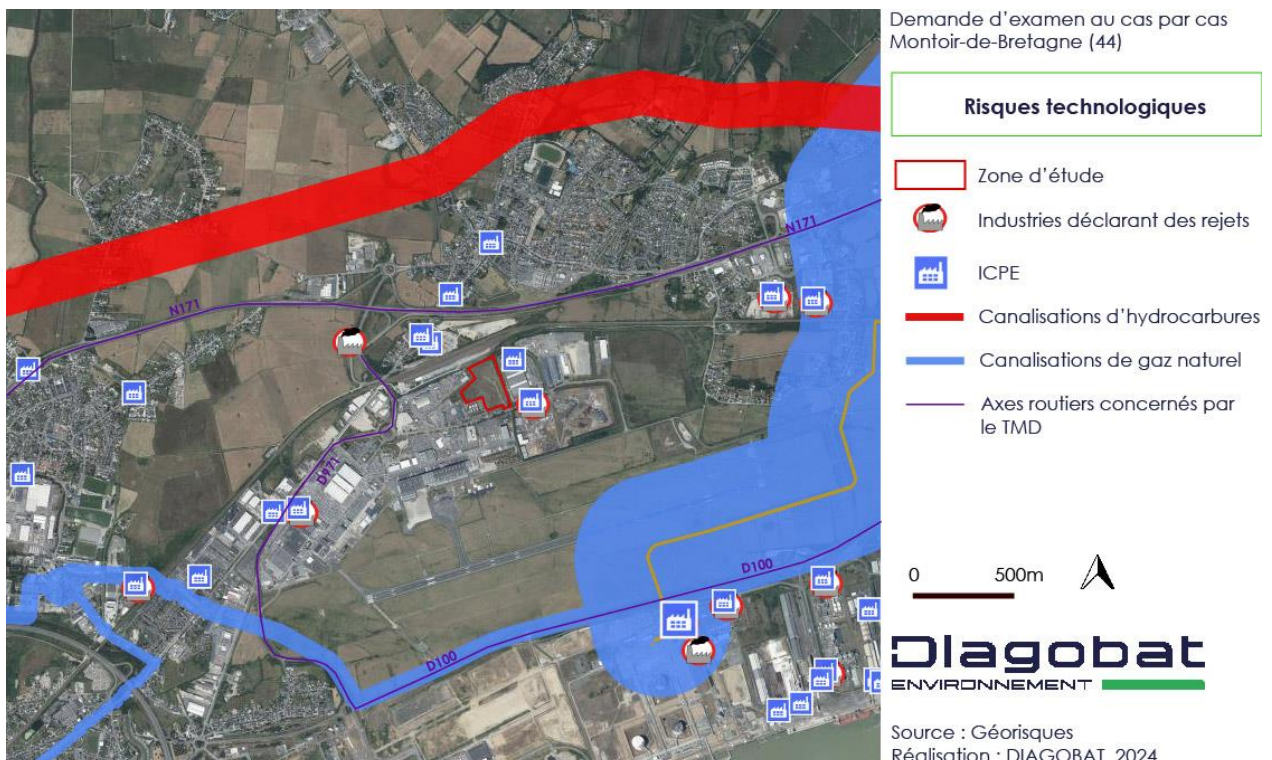 Demande d'examen au cas par cas
Montoir-de-Bretagne (44)
Risques technologiques
Zone d'étude
Industries déclarant des rejets
ICPE
Canalisations d'hydrocarbures
Canalisations de gaz naturel
Axes routiers concernés par
le TMD
N171
N171
D971
D100
D100
0 500m
Diagobat
ENVIRONNEMENT
Source : Géorisques
Réalisation : DIAGOBAT, 2024